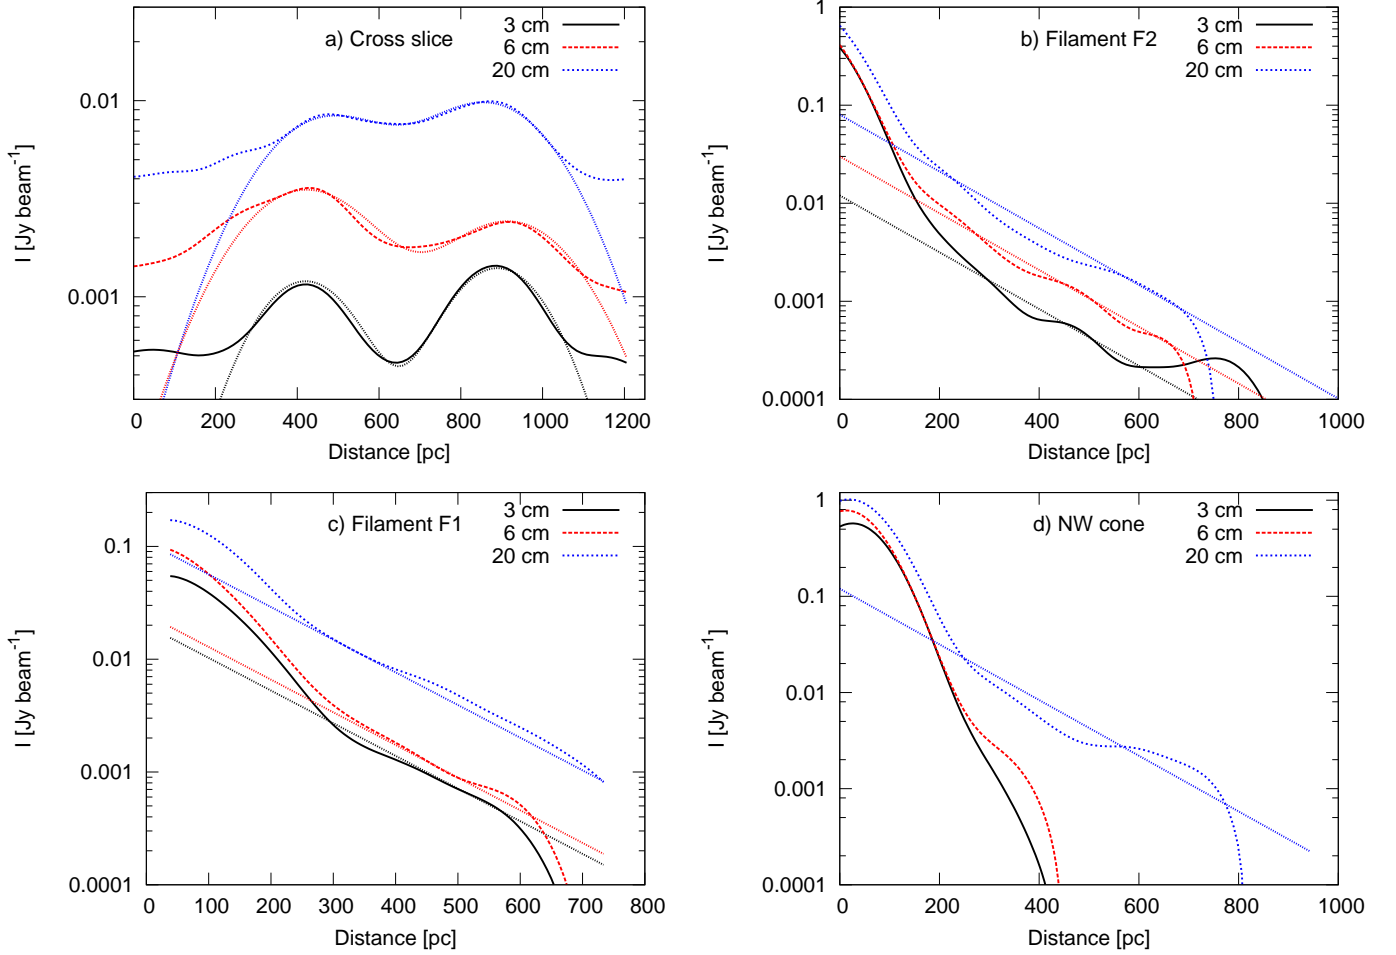 a) Cross slice
3 cm
6 cm
20 cm
0.01
0.001
I [Jy beam⁻¹]
0 200 400 600 800 1000 1200
Distance [pc]
b) Filament F2
3 cm
6 cm
20 cm
1
0.1
0.01
0.001
0.0001
I [Jy beam⁻¹]
0 200 400 600 800 1000
Distance [pc]
c) Filament F1
3 cm
6 cm
20 cm
0.1
0.01
0.001
0.0001
I [Jy beam⁻¹]
0 100 200 300 400 500 600 700 800
Distance [pc]
d) NW cone
3 cm
6 cm
20 cm
1
0.1
0.01
0.001
0.0001
I [Jy beam⁻¹]
0 200 400 600 800 1000
Distance [pc]